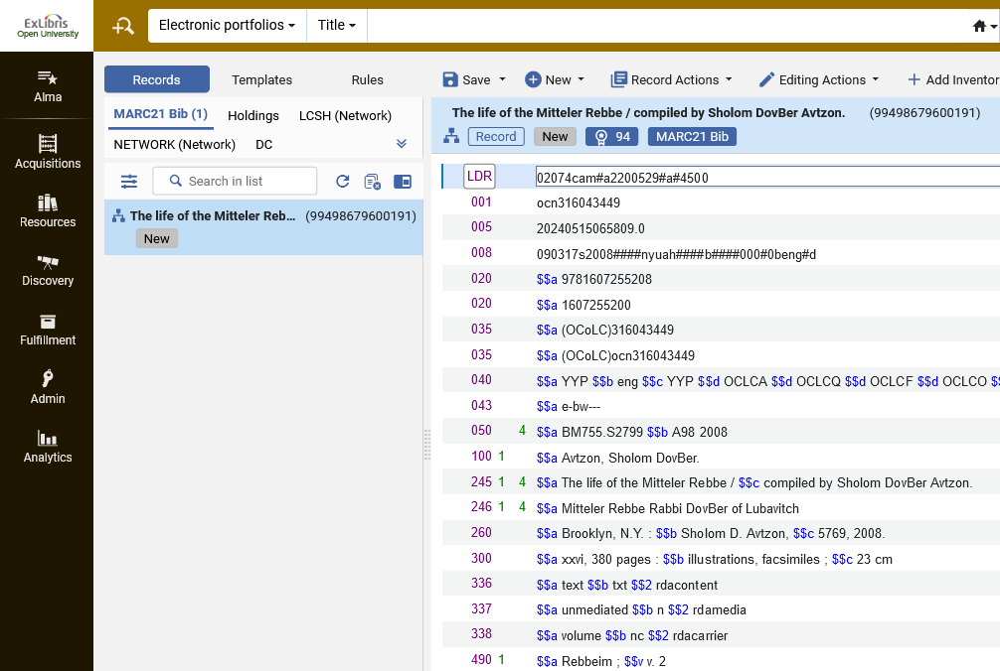 ExLibris
Open University
Electronic portfolios
Title
Alma
Acquisitions
Resources
Discovery
Fulfillment
Admin
Analytics
Records
Templates
Rules
MARC21 Bib (1)
Holdings
LCSH (Network)
NETWORK (Network)
DC
Search in list
The life of the Mitteler Reb... (99498679600191)
New
Save
New
Record Actions
Editing Actions
Add Inventor
The life of the Mitteler Rebbe / compiled by Sholom DovBer Avtzon. (99498679600191)
Record New 94 MARC21 Bib
LDR 02074cam#a2200529#a#4500
001 ocn316043449
005 20240515065809.0
008 090317s2008####nyuah####b####000#0beng#d
020 $$a 9781607255208
020 $$a 1607255200
035 $$a (OCoLC)316043449
035 $$a (OCoLC)ocn316043449
040 $$a YYP $$b eng $$c YYP $$d OCLCA $$d OCLCQ $$d OCLCF $$d OCLCO $
043 $$a e-bw---
050 4 $$a BM755.S2799 $$b A98 2008
100 1 $$a Avtzon, Sholom DovBer.
245 1 4 $$a The life of the Mitteler Rebbe / $$c compiled by Sholom DovBer Avtzon.
246 1 4 $$a Mitteler Rebbe Rabbi DovBer of Lubavitch
260 $$a Brooklyn, N.Y. : $$b Sholom D. Avtzon, $$c 5769, 2008.
300 $$a xxvi, 380 pages : $$b illustrations, facsimiles ; $$c 23 cm
336 $$a text $$b txt $$2 rdacontent
337 $$a unmediated $$b n $$2 rdamedia
338 $$a volume $$b nc $$2 rdacarrier
490 1 $$a Rebbeim ; $$v v. 2